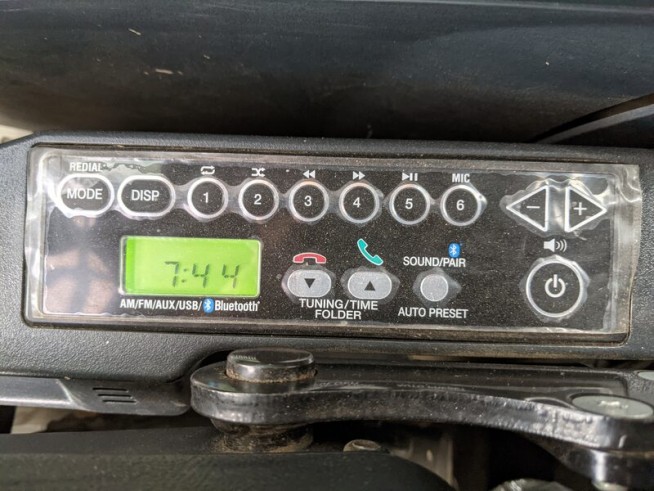 REDIAL
MIC
MODE DISP 1 2 3 4 5 6
7:44
SOUND/PAIR
AM/FM/AUX/USB/ Bluetooth
TUNING/TIME
FOLDER
AUTO PRESET